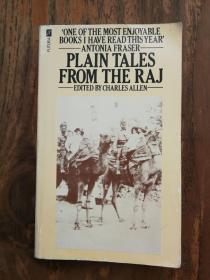 'ONE OF THE MOST ENJOYABLE
BOOKS I HAVE READ THIS YEAR'
ANTONIA FRASER
PLAIN TALES
FROM THE RAJ
EDITED BY CHARLES ALLEN
FUTURA